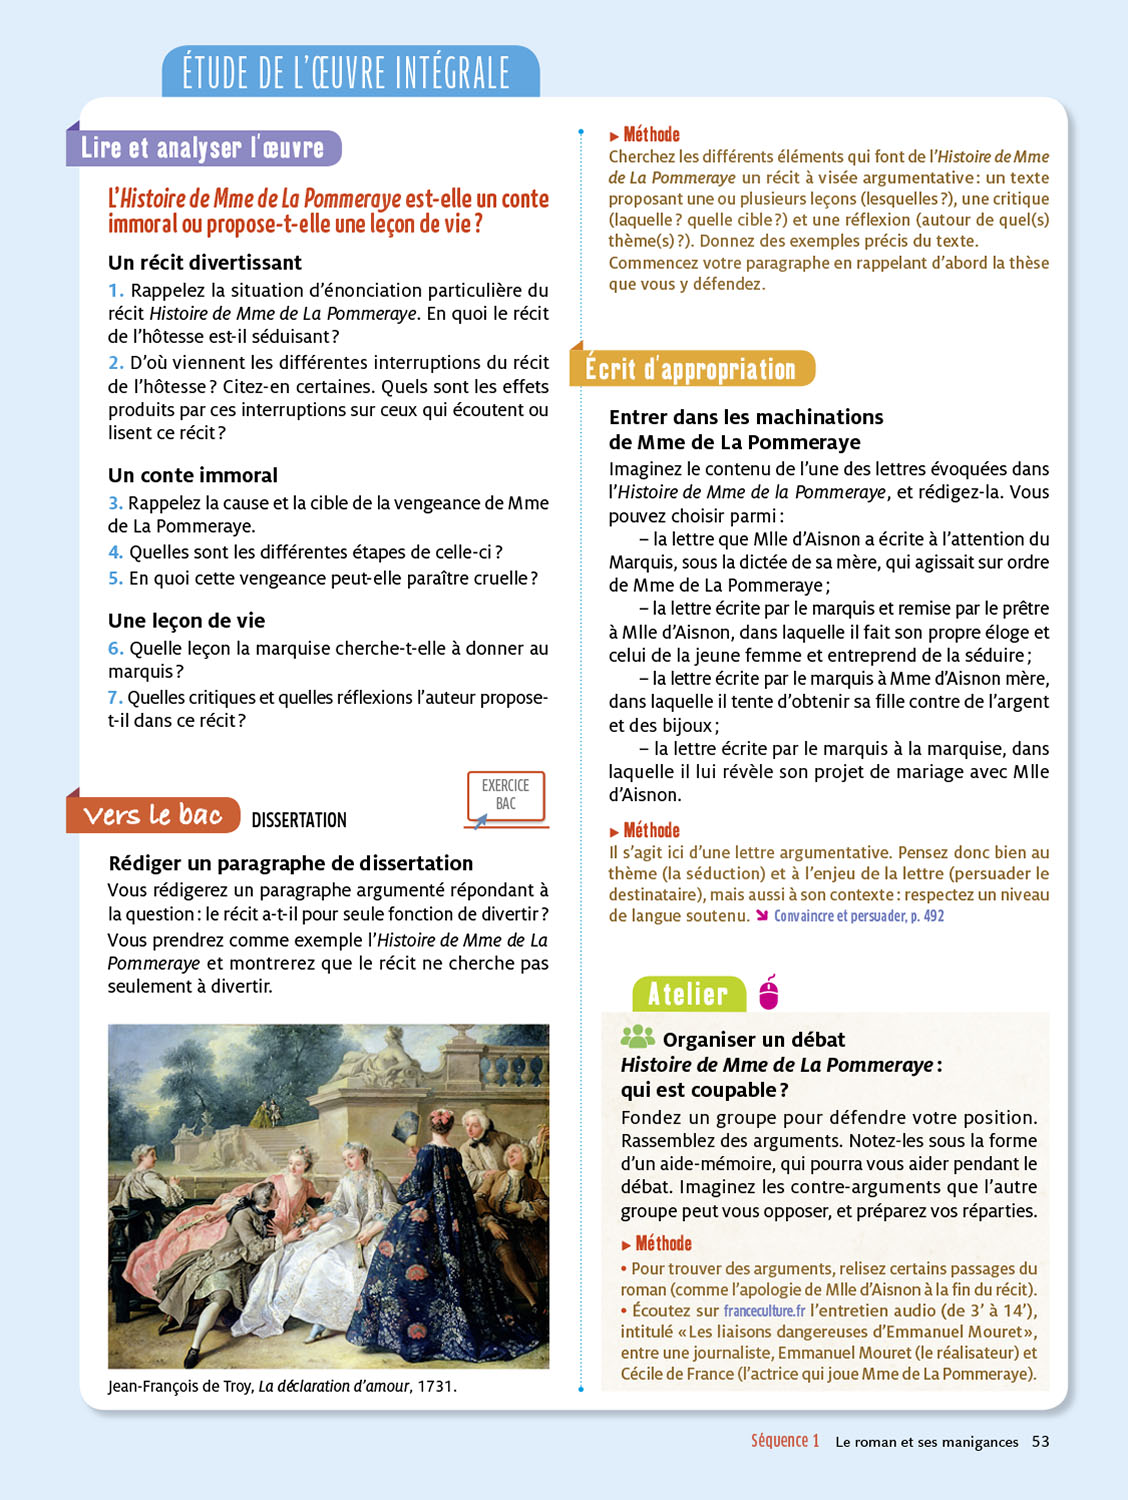 ÉTUDE DE L'ŒUVRE INTÉGRALE
Lire et analyser l'œuvre
L'Histoire de Mme de La Pommeraye est-elle un conte
immoral ou propose-t-elle une leçon de vie ?
Un récit divertissant
1. Rappelez la situation d'énonciation particulière du
récit Histoire de Mme de La Pommeraye. En quoi le récit
de l'hôtesse est-il séduisant ?
2. D'où viennent les différentes interruptions du récit
de l'hôtesse ? Citez-en certaines. Quels sont les effets
produits par ces interruptions sur ceux qui écoutent ou
lisent ce récit ?
Un conte immoral
3. Rappelez la cause et la cible de la vengeance de Mme
de La Pommeraye.
4. Quelles sont les différentes étapes de celle-ci ?
5. En quoi cette vengeance peut-elle paraître cruelle ?
Une leçon de vie
6. Quelle leçon la marquise cherche-t-elle à donner au
marquis ?
7. Quelles critiques et quelles réflexions l'auteur propose-
t-il dans ce récit ?
Vers le bac DISSERTATION
EXERCICE
BAC
Rédiger un paragraphe de dissertation
Vous rédigerez un paragraphe argumenté répondant à
la question : le récit a-t-il pour seule fonction de divertir ?
Vous prendrez comme exemple l'Histoire de Mme de La
Pommeraye et montrerez que le récit ne cherche pas
seulement à divertir.
Jean-François de Troy, La déclaration d'amour, 1731.
▶ Méthode
Cherchez les différents éléments qui font de l'Histoire de Mme
de La Pommeraye un récit à visée argumentative : un texte
proposant une ou plusieurs leçons (lesquelles ?), une critique
(laquelle ? quelle cible ?) et une réflexion (autour de quel(s)
thème(s) ?). Donnez des exemples précis du texte.
Commencez votre paragraphe en rappelant d'abord la thèse
que vous y défendez.
Écrit d'appropriation
Entrer dans les machinations
de Mme de La Pommeraye
Imaginez le contenu de l'une des lettres évoquées dans
l'Histoire de Mme de la Pommeraye, et rédigez-la. Vous
pouvez choisir parmi :
– la lettre que Mlle d'Aisnon a écrite à l'attention du
Marquis, sous la dictée de sa mère, qui agissait sur ordre
de Mme de La Pommeraye ;
– la lettre écrite par le marquis et remise par le prêtre
à Mlle d'Aisnon, dans laquelle il fait son propre éloge et
celui de la jeune femme et entreprend de la séduire ;
– la lettre écrite par le marquis à Mme d'Aisnon mère,
dans laquelle il tente d'obtenir sa fille contre de l'argent
et des bijoux ;
– la lettre écrite par le marquis à la marquise, dans
laquelle il lui révèle son projet de mariage avec Mlle
d'Aisnon.
▶ Méthode
Il s'agit ici d'une lettre argumentative. Pensez donc bien au
thème (la séduction) et à l'enjeu de la lettre (persuader le
destinataire), mais aussi à son contexte : respectez un niveau
de langue soutenu. ➘ Convaincre et persuader, p. 492
Atelier
Organiser un débat
Histoire de Mme de La Pommeraye :
qui est coupable ?
Fondez un groupe pour défendre votre position.
Rassemblez des arguments. Notez-les sous la forme
d'un aide-mémoire, qui pourra vous aider pendant le
débat. Imaginez les contre-arguments que l'autre
groupe peut vous opposer, et préparez vos réparties.
▶ Méthode
• Pour trouver des arguments, relisez certains passages du
roman (comme l'apologie de Mlle d'Aisnon à la fin du récit).
• Écoutez sur franceculture.fr l'entretien audio (de 3' à 14'),
intitulé « Les liaisons dangereuses d'Emmanuel Mouret »,
entre une journaliste, Emmanuel Mouret (le réalisateur) et
Cécile de France (l'actrice qui joue Mme de La Pommeraye).
Séquence 1 Le roman et ses manigances 53